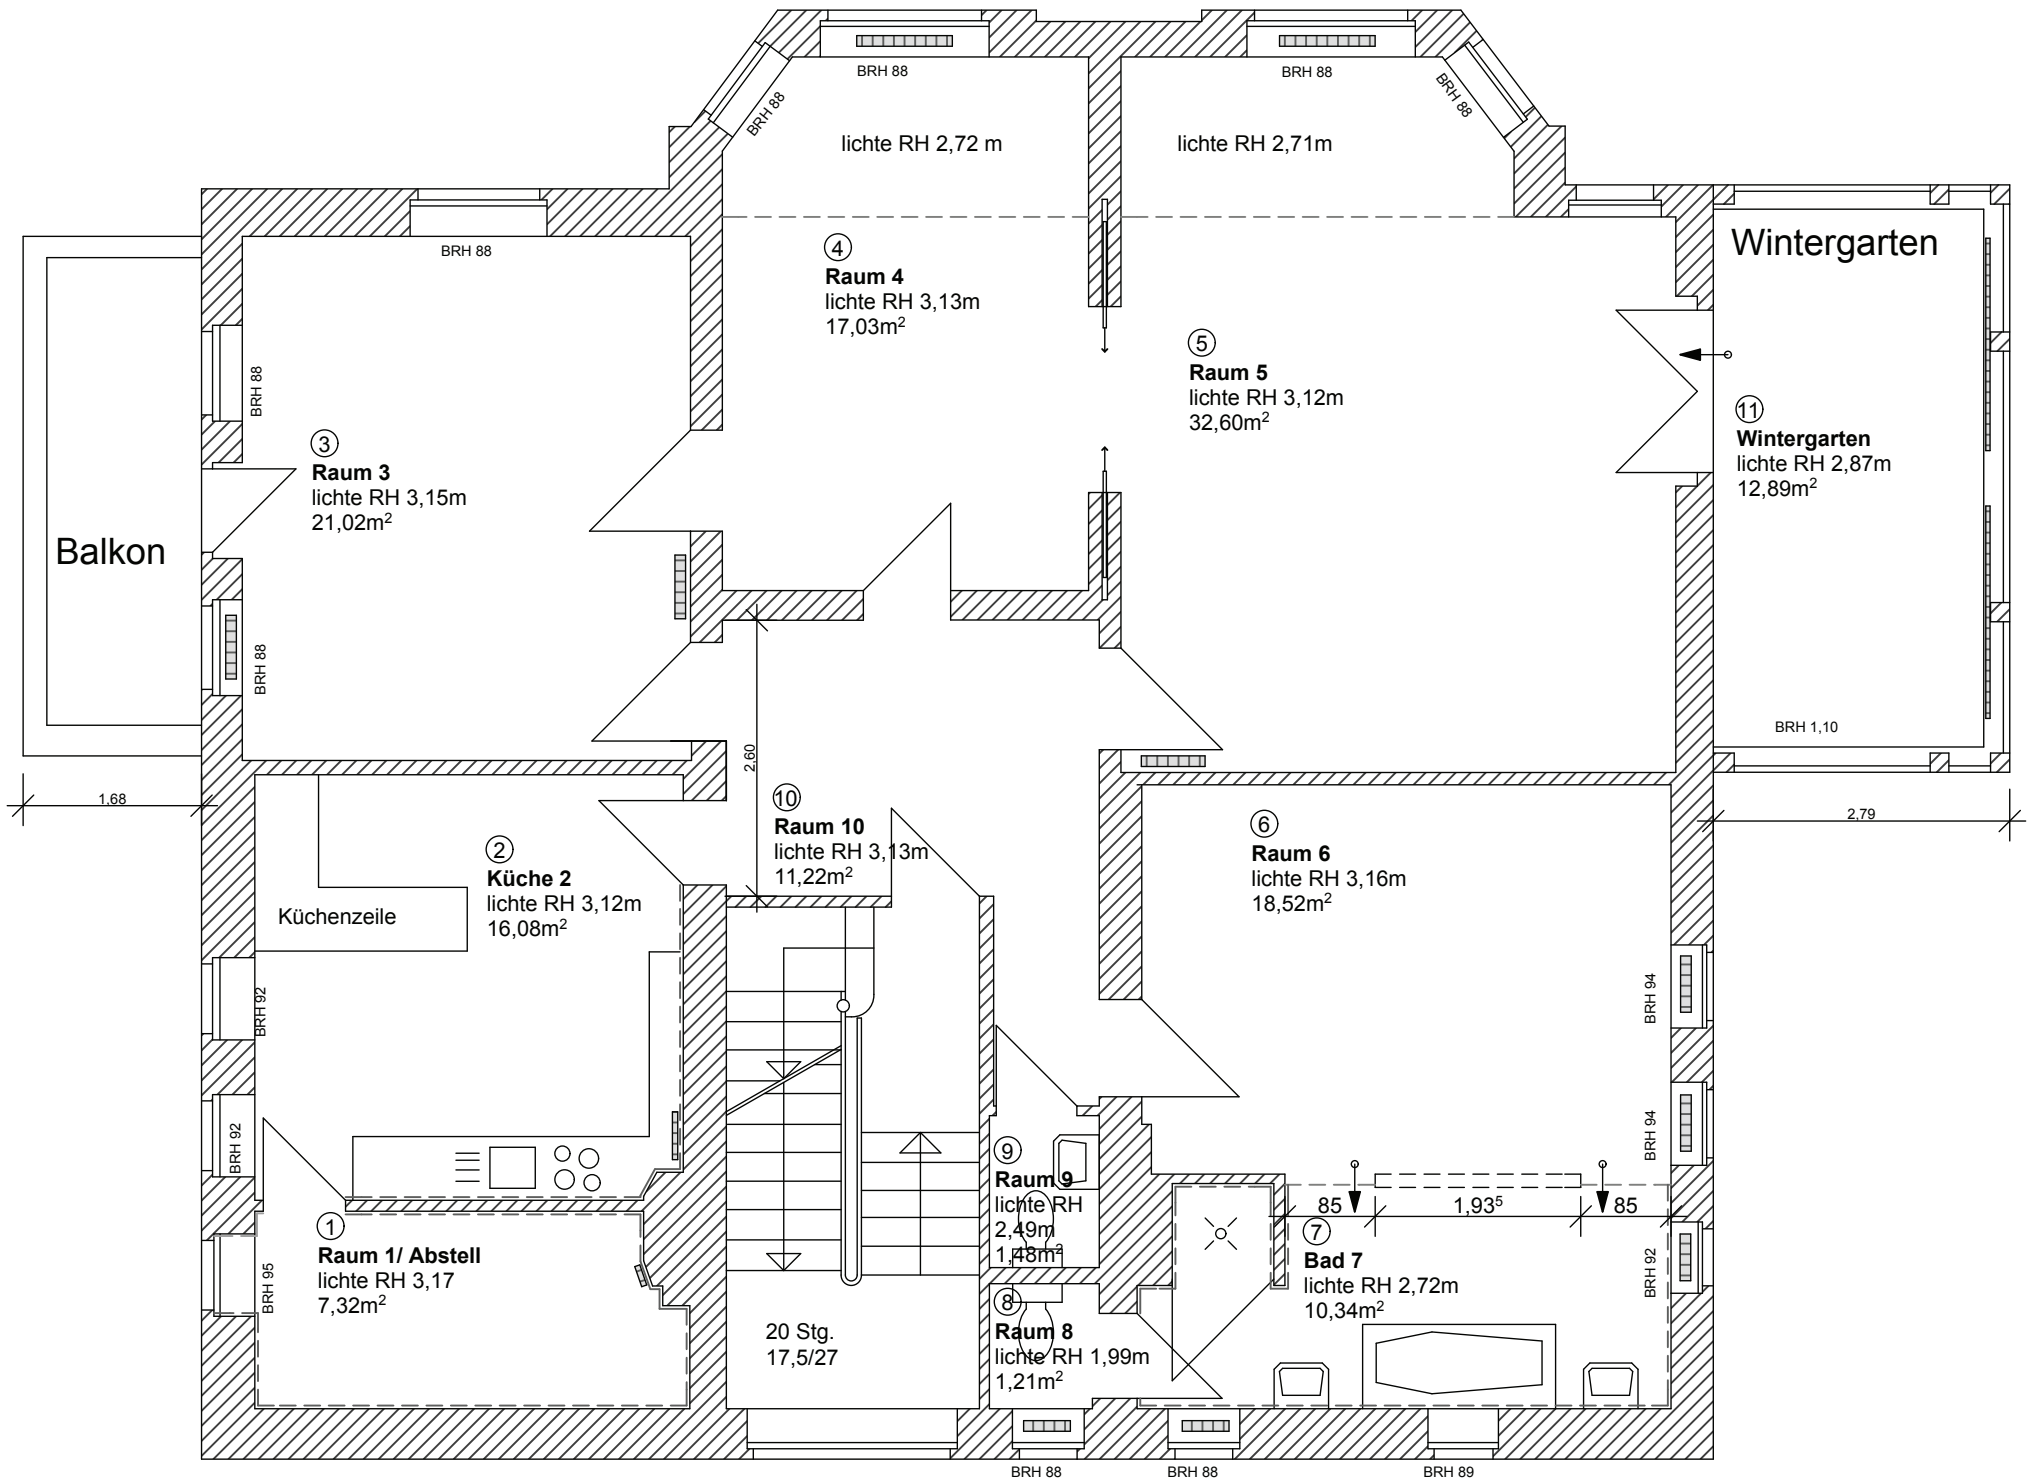 BRH 88
BRH 88
BRH 88
BRH 88
lichte RH 2,72 m
lichte RH 2,71m
Wintergarten
BRH 88
4
Raum 4
lichte RH 3,13m
17,03m²
5
Raum 5
lichte RH 3,12m
32,60m²
BRH 88
3
Raum 3
lichte RH 3,15m
21,02m²
11
Wintergarten
lichte RH 2,87m
12,89m²
Balkon
BRH 88
BRH 1,10
2,60
1,68
2,79
10
Raum 10
lichte RH 3,13m
11,22m²
6
Raum 6
lichte RH 3,16m
18,52m²
2
Küche 2
lichte RH 3,12m
16,08m²
Küchenzeile
BRH 92
BRH 94
BRH 92
BRH 94
9
Raum 9
lichte RH
2,49m
1,48m²
85
1,93⁵
85
1
Raum 1/ Abstell
lichte RH 3,17
7,32m²
7
Bad 7
lichte RH 2,72m
10,34m²
BRH 95
BRH 92
8
Raum 8
lichte RH 1,99m
1,21m²
20 Stg.
17,5/27
BRH 88
BRH 88
BRH 89